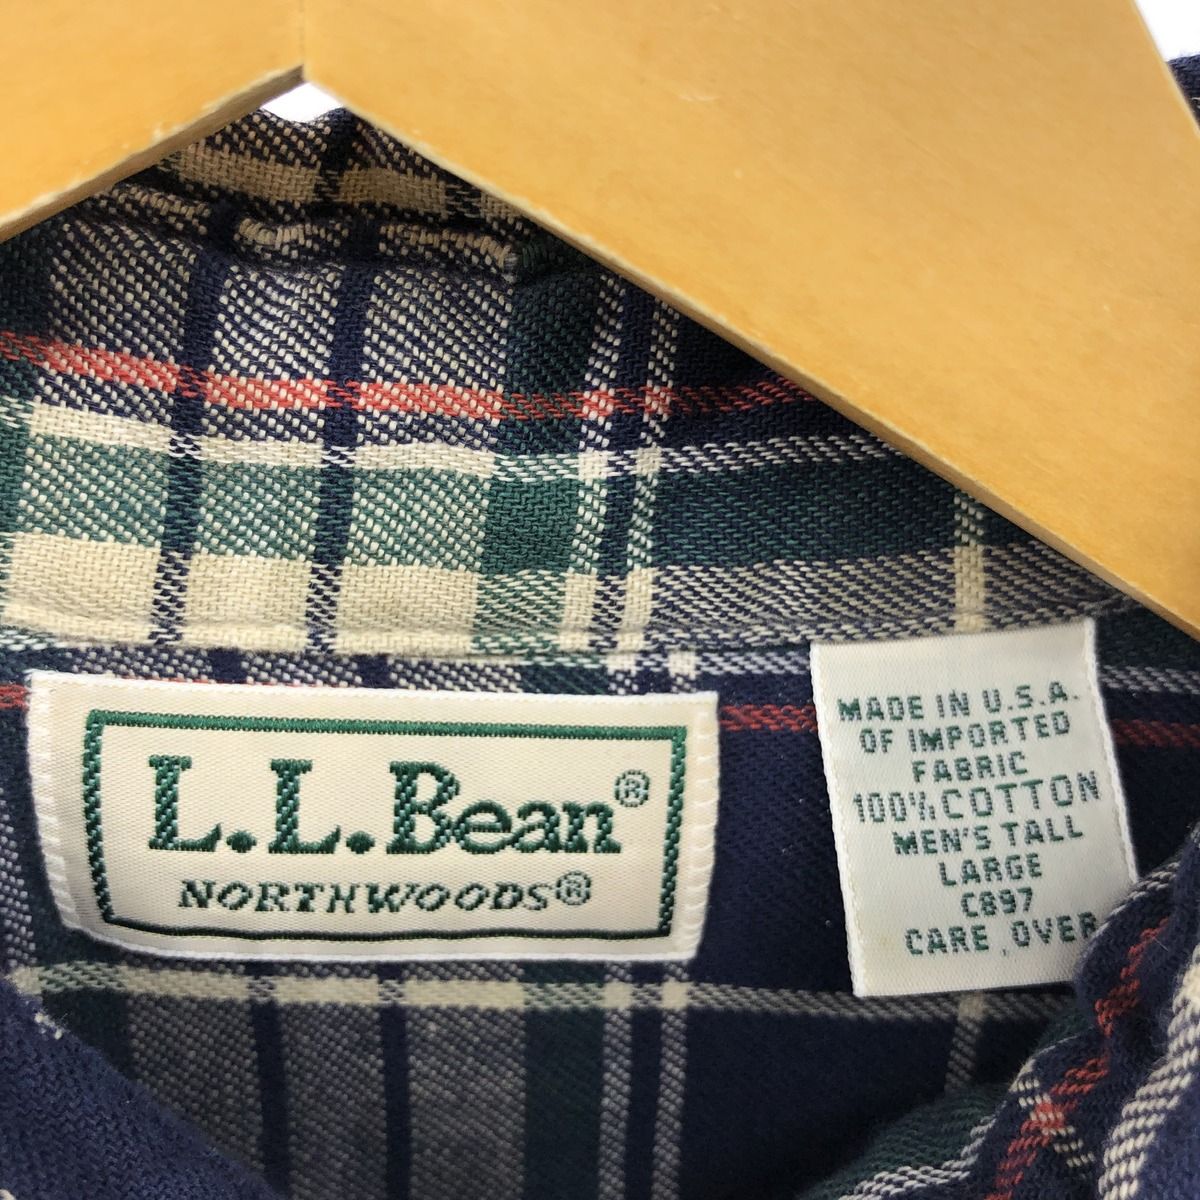 L.L.Bean®
NORTHWOODS®
MADE IN U.S.A.
OF IMPORTED
FABRIC
100% COTTON
MEN'S TALL
LARGE
C897
CARE OVER